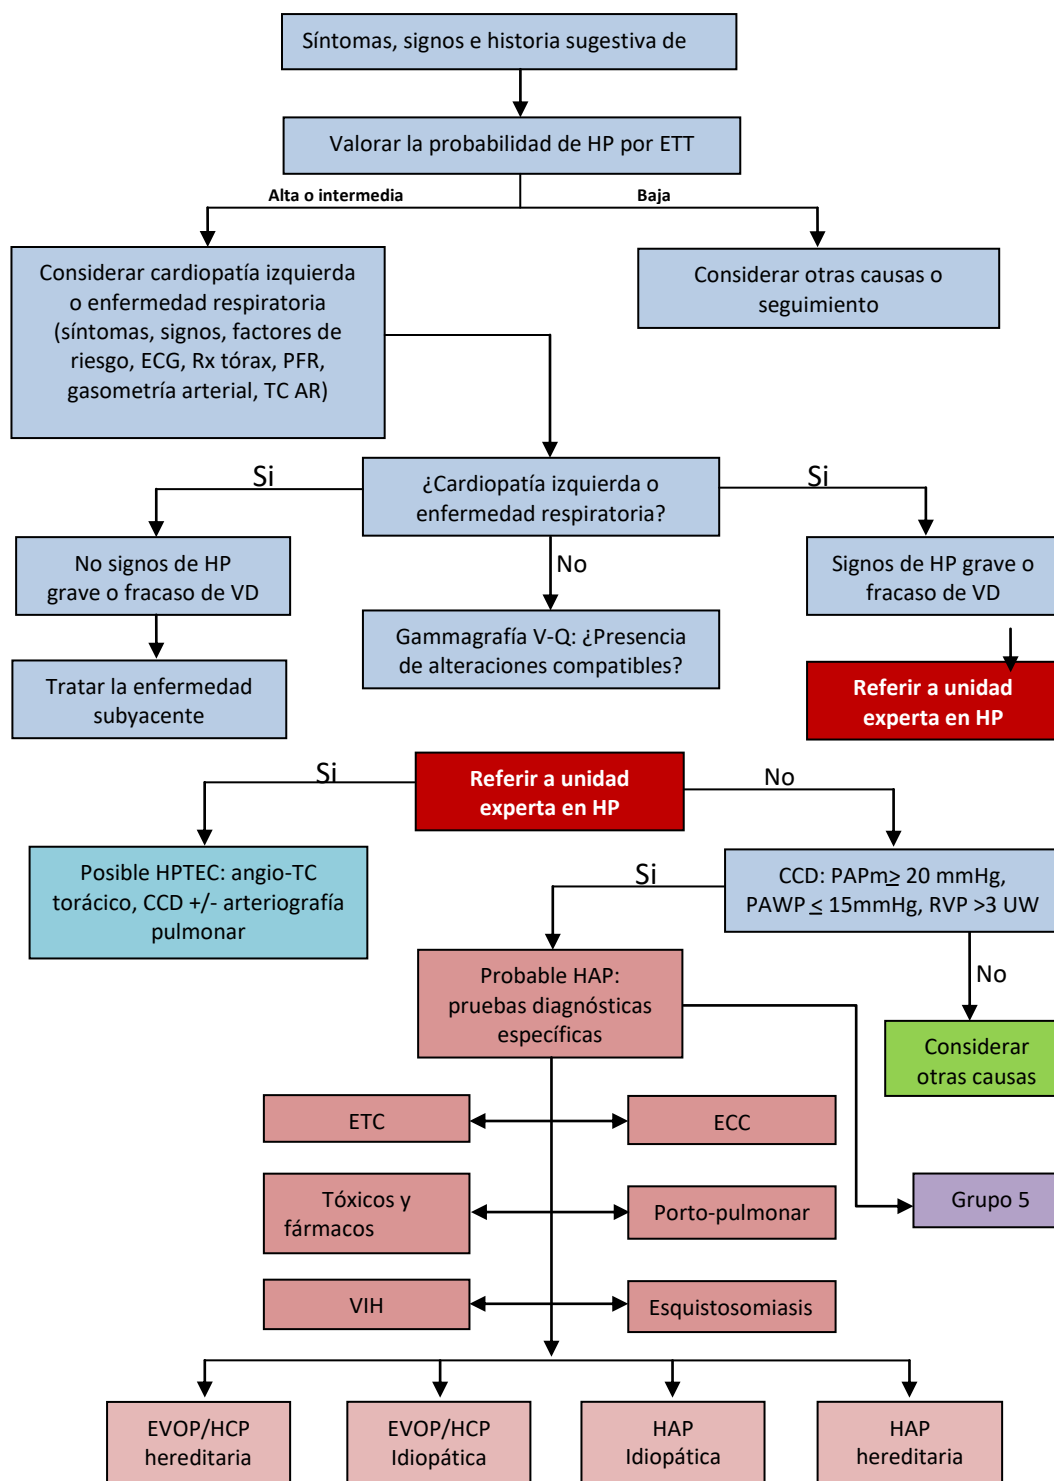 Síntomas, signos e historia sugestiva de
Valorar la probabilidad de HP por ETT
Alta o intermedia
Baja
Considerar cardiopatía izquierda
o enfermedad respiratoria
(síntomas, signos, factores de
riesgo, ECG, Rx tórax, PFR,
gasometría arterial, TC AR)
Considerar otras causas o
seguimiento
Si
¿Cardiopatía izquierda o
enfermedad respiratoria?
Si
No signos de HP
grave o fracaso de VD
No
Signos de HP grave o
fracaso de VD
Tratar la enfermedad
subyacente
Gammagrafía V-Q: ¿Presencia
de alteraciones compatibles?
Referir a unidad
experta en HP
Si
Referir a unidad
experta en HP
No
Posible HPTEC: angio-TC
torácico, CCD +/- arteriografía
pulmonar
Si
CCD: PAPm≥ 20 mmHg,
PAWP ≤ 15mmHg, RVP >3 UW
No
Probable HAP:
pruebas diagnósticas
específicas
Considerar
otras causas
ETC
ECC
Tóxicos y
fármacos
Porto-pulmonar
Grupo 5
VIH
Esquistosomiasis
EVOP/HCP
hereditaria
EVOP/HCP
Idiopática
HAP
Idiopática
HAP
hereditaria